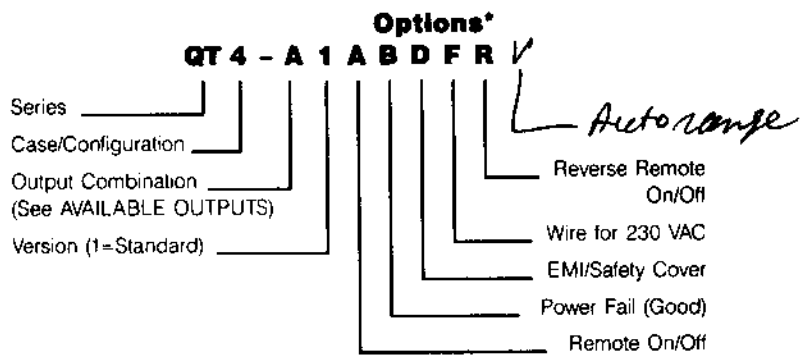 Options*
QT 4 - A 1 A B D F R V
Series
Autorange
Case/Configuration
Reverse Remote
On/Off
Output Combination
(See AVAILABLE OUTPUTS)
Wire for 230 VAC
Version (1=Standard)
EMI/Safety Cover
Power Fail (Good)
Remote On/Off